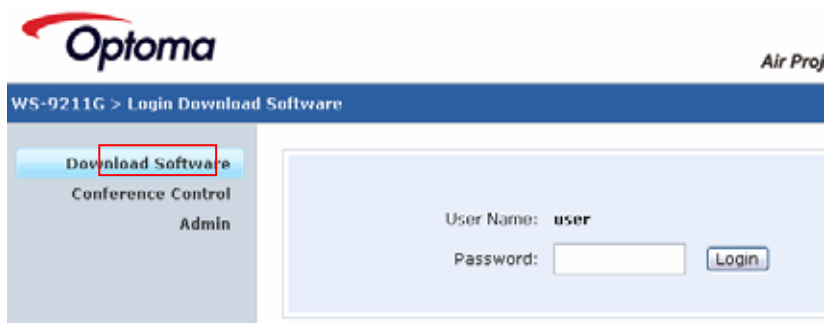 Optoma
Air Proj
WS-9211G > Login Download Software
Download Software
Conference Control
Admin
User Name: user
Password:
Login